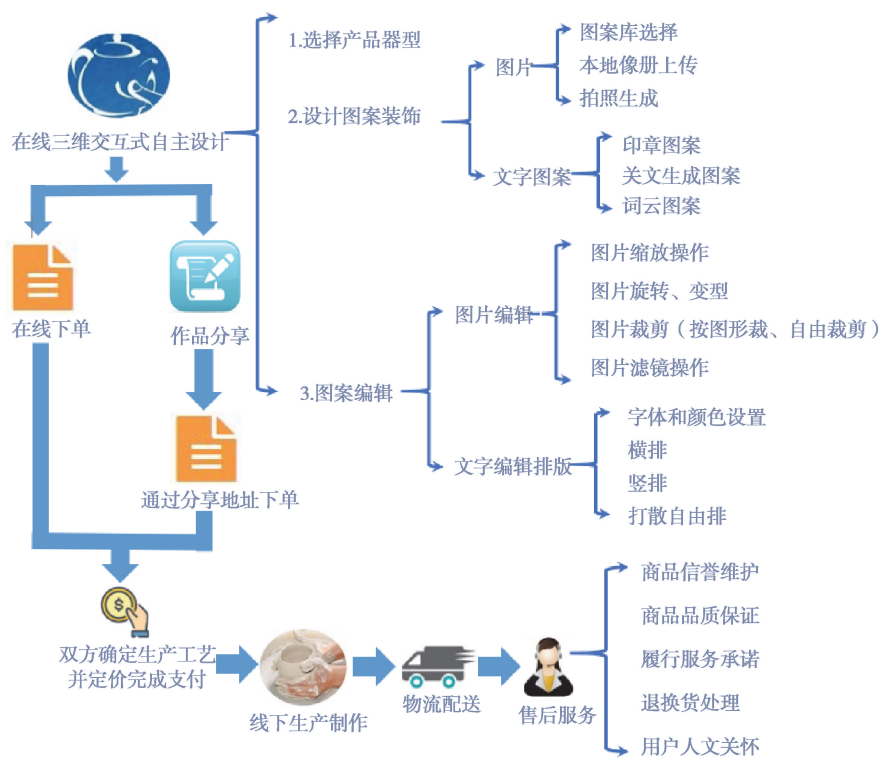 在线三维交互式自主设计
1.选择产品器型
2.设计图案装饰
图片
图案库选择
本地像册上传
拍照生成
文字图案
印章图案
关文生成图案
词云图案
3.图案编辑
图片编辑
图片缩放操作
图片旋转、变型
图片裁剪（按图形裁、自由裁剪）
图片滤镜操作
文字编辑排版
字体和颜色设置
横排
竖排
打散自由排
在线下单
作品分享
通过分享地址下单
$
双方确定生产工艺
并定价完成支付
线下生产制作
物流配送
售后服务
商品信誉维护
商品品质保证
履行服务承诺
退换货处理
用户人文关怀